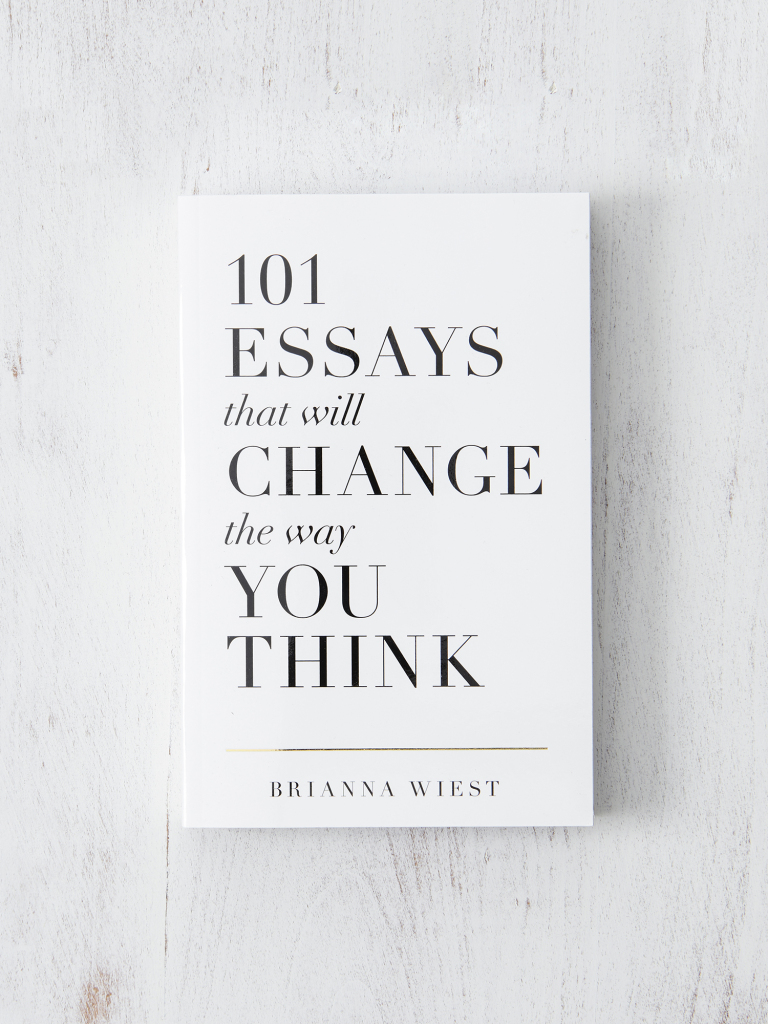 101
ESSAYS
that will
CHANGE
the way
YOU
THINK
BRIANNA WIEST